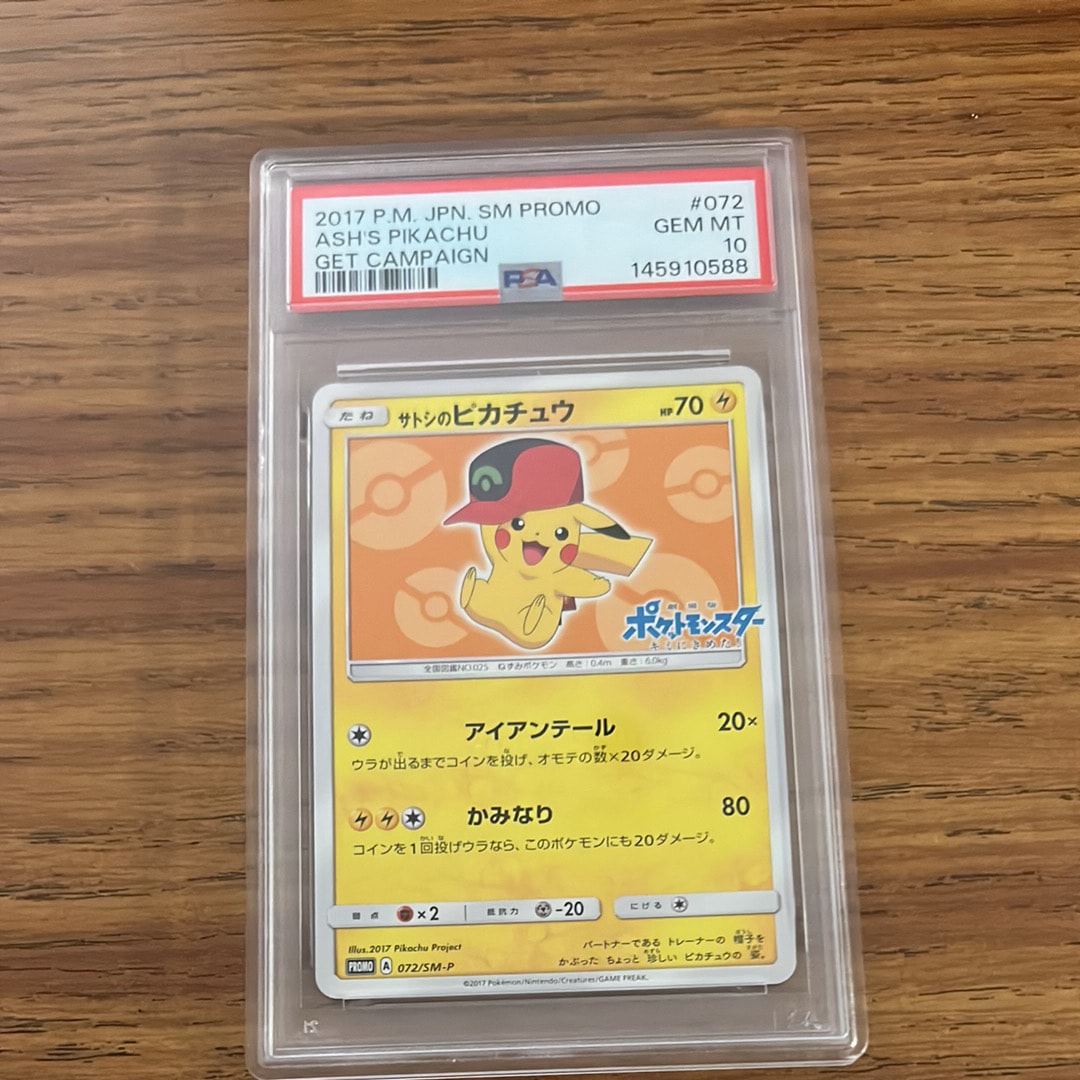 2017 P.M. JPN. SM PROMO #072
ASH'S PIKACHU GEM MT
GET CAMPAIGN 10
PSA 145910588
たね サトシのピカチュウ HP70
ポケットモンスター
キミにきめた!
全国図鑑NO.025 ねずみポケモン 高さ:0.4m 重さ:6.0kg
アイアンテール 20×
ウラが出るまでコインを投げ、オモテの数×20ダメージ。
かみなり 80
コインを1回投げウラなら、このポケモンにも20ダメージ。
弱点 ×2 抵抗力 -20 にげる
Illus.2017 Pikachu Project
パートナーである トレーナーの 帽子を
かぶった ちょっと 珍しい ピカチュウの 姿。
PROMO A 072/SM-P
©2017 Pokémon/Nintendo/Creatures/GAME FREAK.